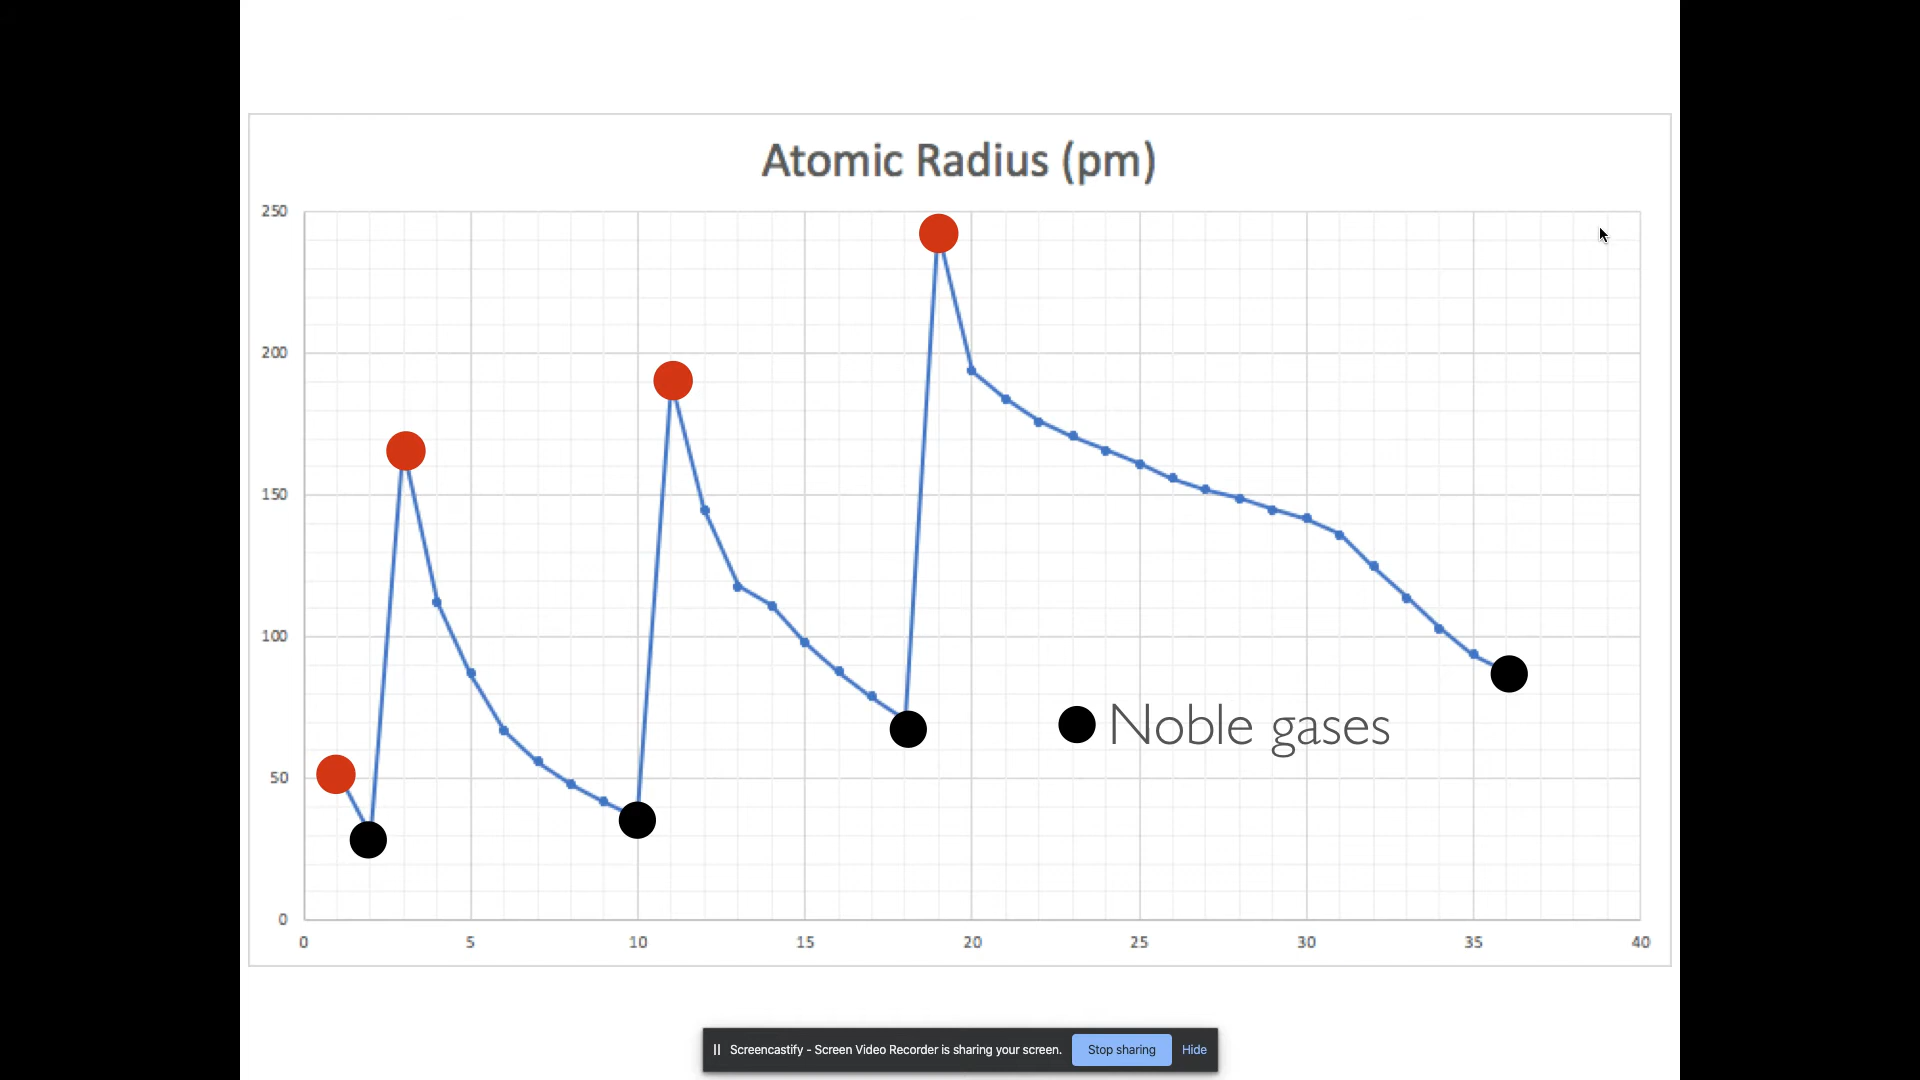 Atomic Radius (pm)
250
200
150
100
50
0
0 5 10 15 20 25 30 35 40
Noble gases
Screencastify - Screen Video Recorder is sharing your screen. Stop sharing Hide